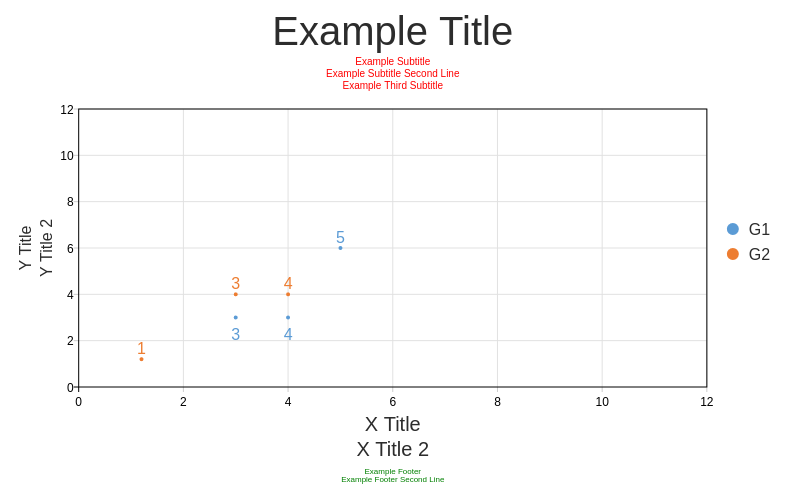 Example Title
Example Subtitle
Example Subtitle Second Line
Example Third Subtitle
Y Title
Y Title 2
12
10
8
6
4
2
0
5
3
4
3
4
1
G1
G2
0
2
4
6
8
10
12
X Title
X Title 2
Example Footer
Example Footer Second Line